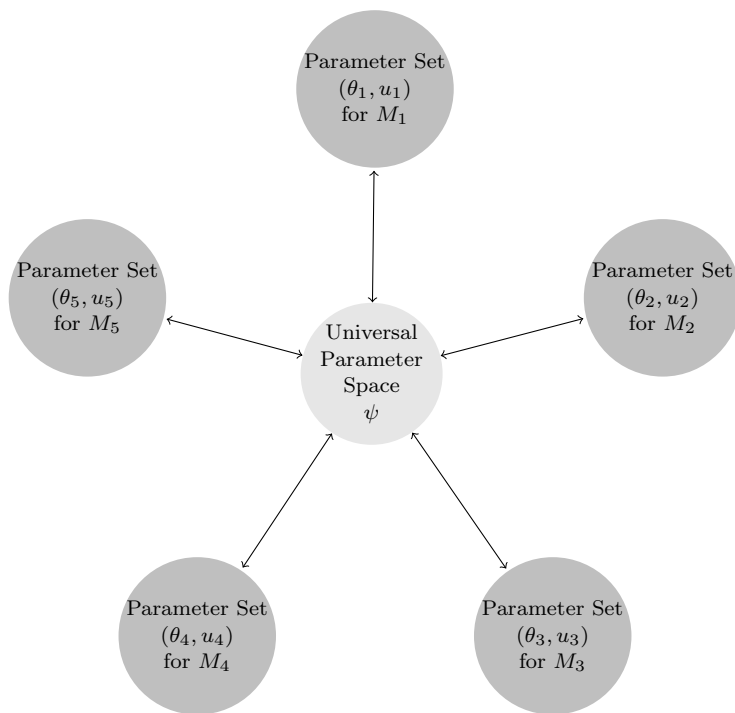 Parameter Set
(θ₁, u₁)
for M₁
Parameter Set
(θ₅, u₅)
for M₅
Parameter Set
(θ₂, u₂)
for M₂
Universal
Parameter
Space
ψ
Parameter Set
(θ₄, u₄)
for M₄
Parameter Set
(θ₃, u₃)
for M₃